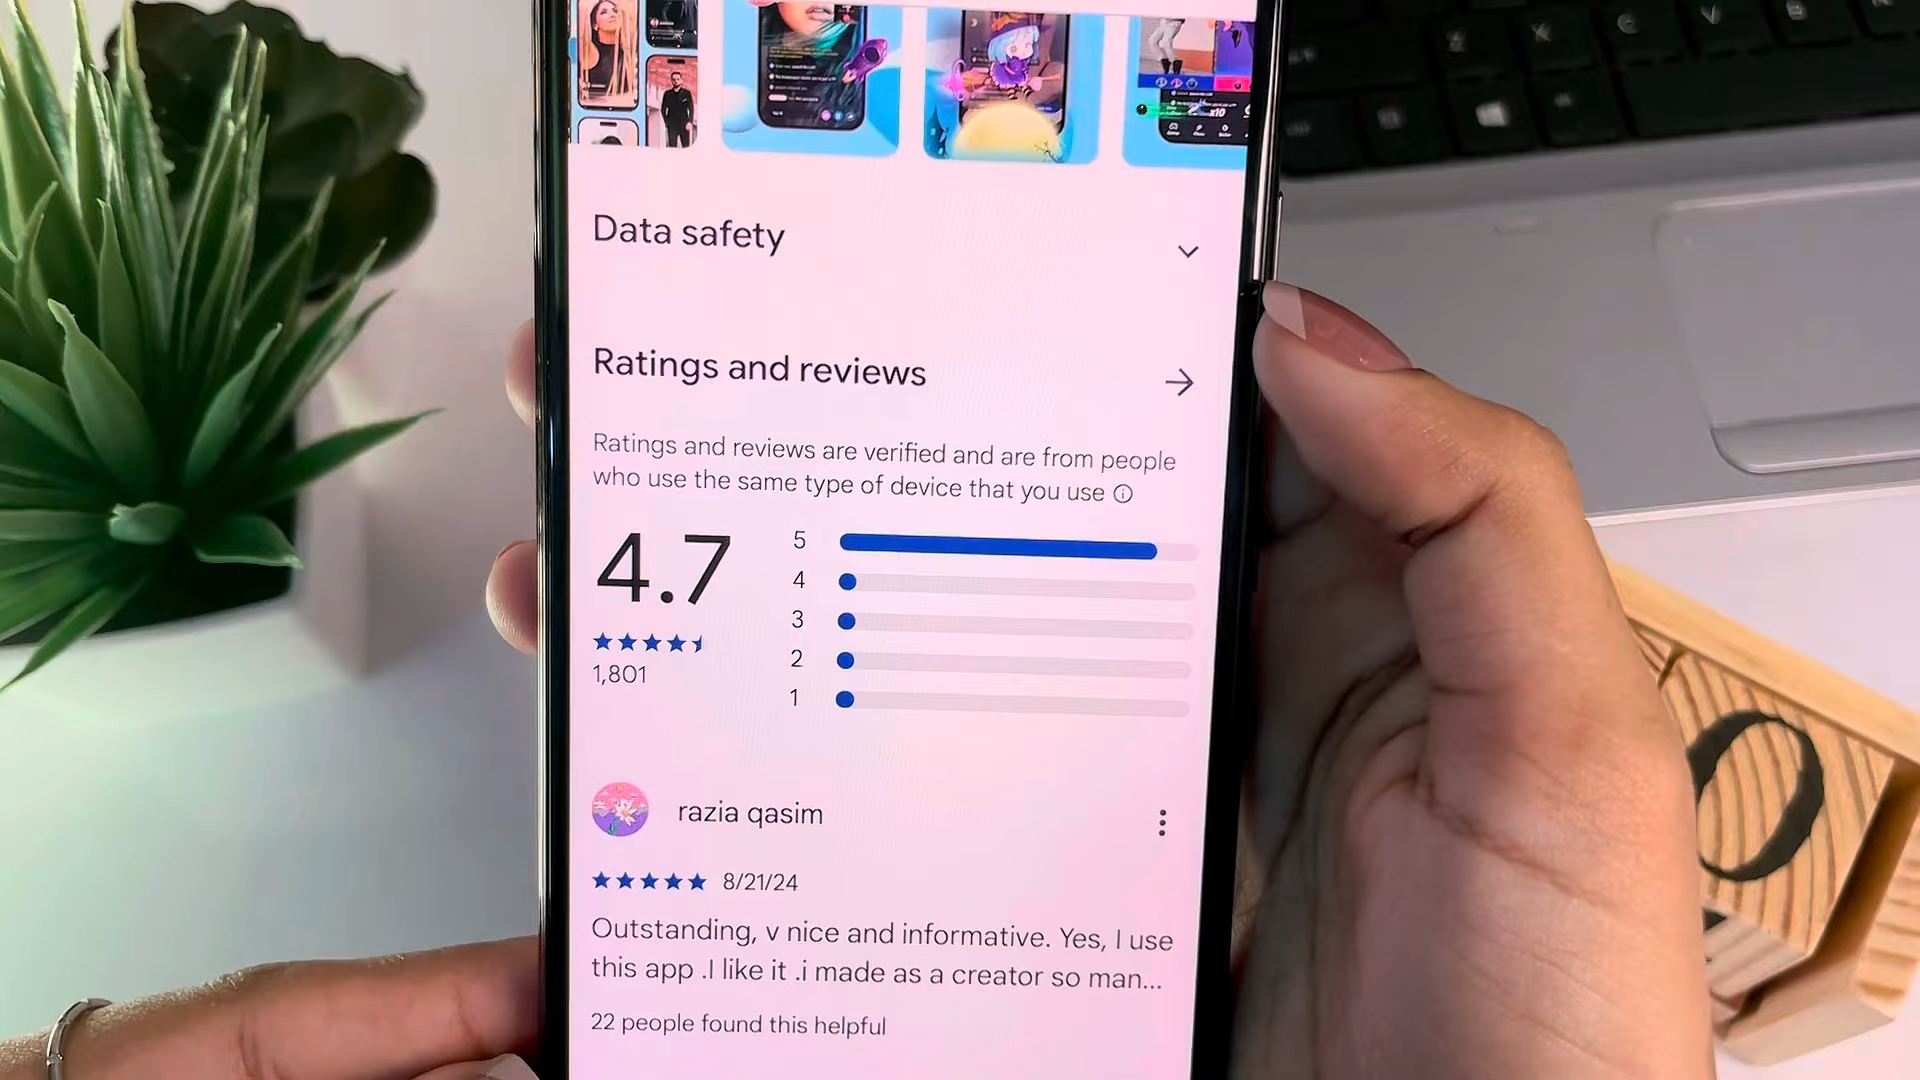 x10
Data safety
Ratings and reviews
Ratings and reviews are verified and are from people
who use the same type of device that you use
4.7
1,801
5
4
3
2
1
razia qasim
8/21/24
Outstanding, v nice and informative. Yes, I use
this app .I like it .i made as a creator so man...
22 people found this helpful
Z
X
C
V
B
O